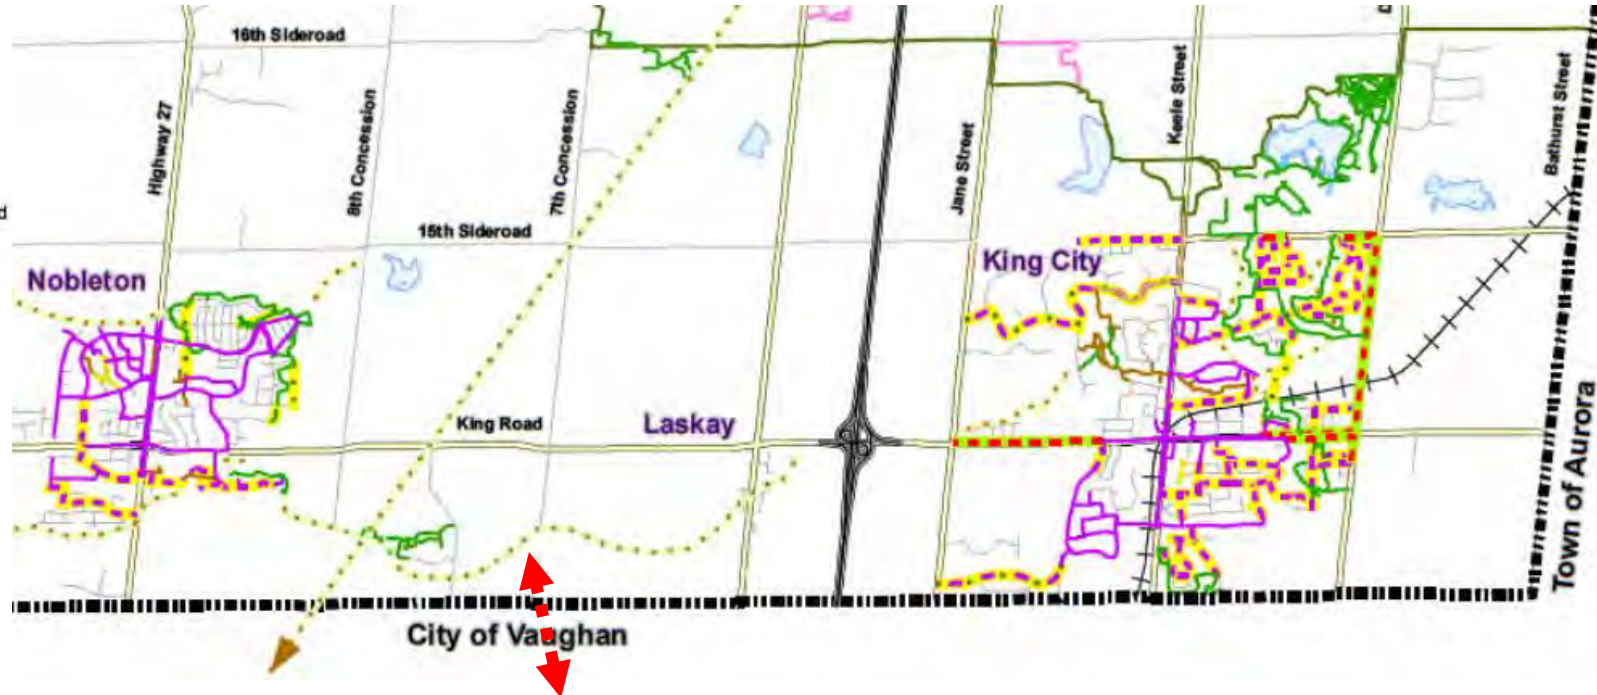 16th Sideroad
Highway 27
8th Concession
7th Concession
Jane Street
Keele Street
Bathurst Street
15th Sideroad
Nobleton
King City
King Road
Laskay
Town of Aurora
City of Vaughan